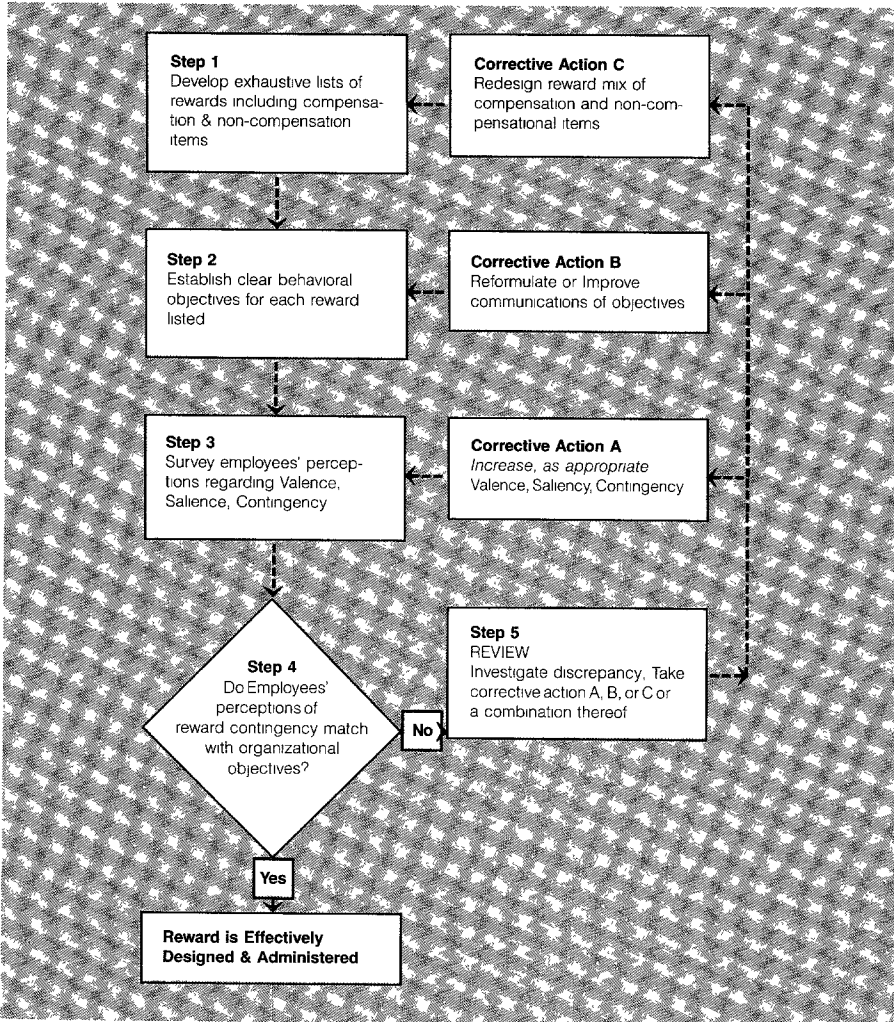 Step 1
Develop exhaustive lists of
rewards including compensa-
tion & non-compensation
items
Corrective Action C
Redesign reward mix of
compensation and non-com-
pensational items
Step 2
Establish clear behavioral
objectives for each reward
listed
Corrective Action B
Reformulate or Improve
communications of objectives
Step 3
Survey employees' percep-
tions regarding Valence,
Salience, Contingency
Corrective Action A
Increase, as appropriate
Valence, Saliency, Contingency
Step 4
Do Employees'
perceptions of
reward contingency match
with organizational
objectives?
No
Step 5
REVIEW
Investigate discrepancy, Take
corrective action A, B, or C or
a combination thereof
Yes
Reward is Effectively
Designed & Administered